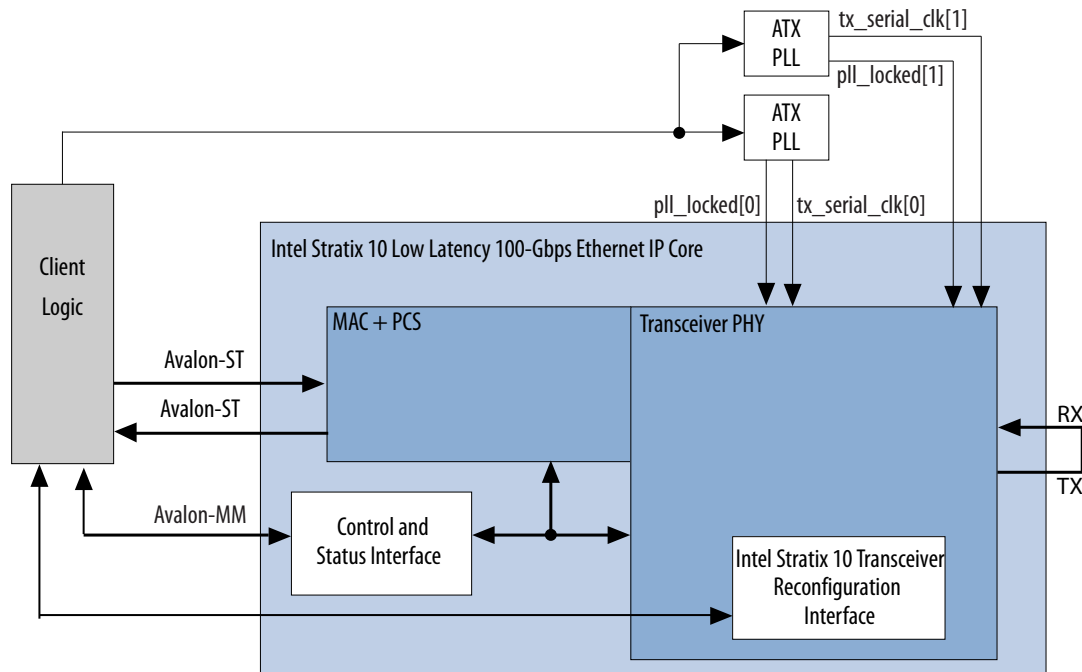 ATX
PLL
tx_serial_clk[1]
pll_locked[1]
ATX
PLL
pll_locked[0]
tx_serial_clk[0]
Client
Logic
Intel Stratix 10 Low Latency 100-Gbps Ethernet IP Core
MAC + PCS
Transceiver PHY
Avalon-ST
Avalon-ST
RX
TX
Avalon-MM
Control and
Status Interface
Intel Stratix 10 Transceiver
Reconfiguration
Interface